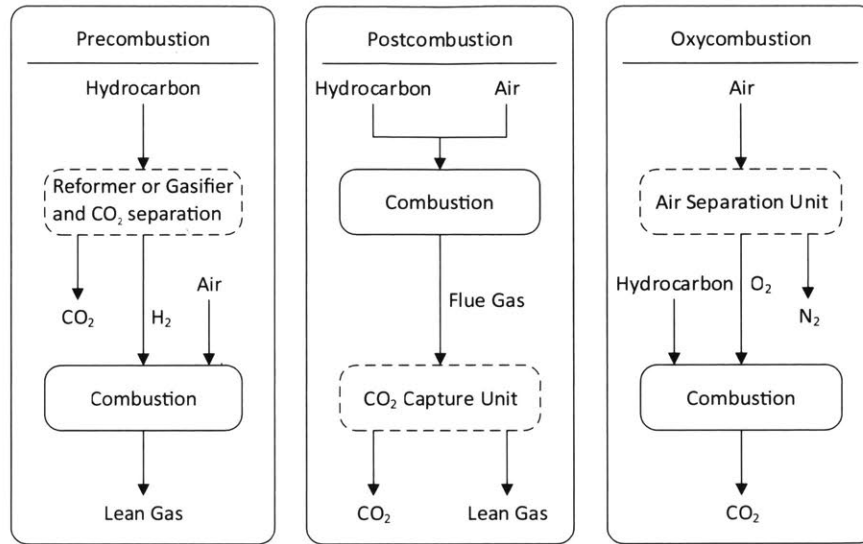 Precombustion
Hydrocarbon
Reformer or Gasifier
and CO₂ separation
Air
CO₂
H₂
Combustion
Lean Gas
Postcombustion
Hydrocarbon
Air
Combustion
Flue Gas
CO₂ Capture Unit
CO₂
Lean Gas
Oxycombustion
Air
Air Separation Unit
Hydrocarbon
O₂
N₂
Combustion
CO₂